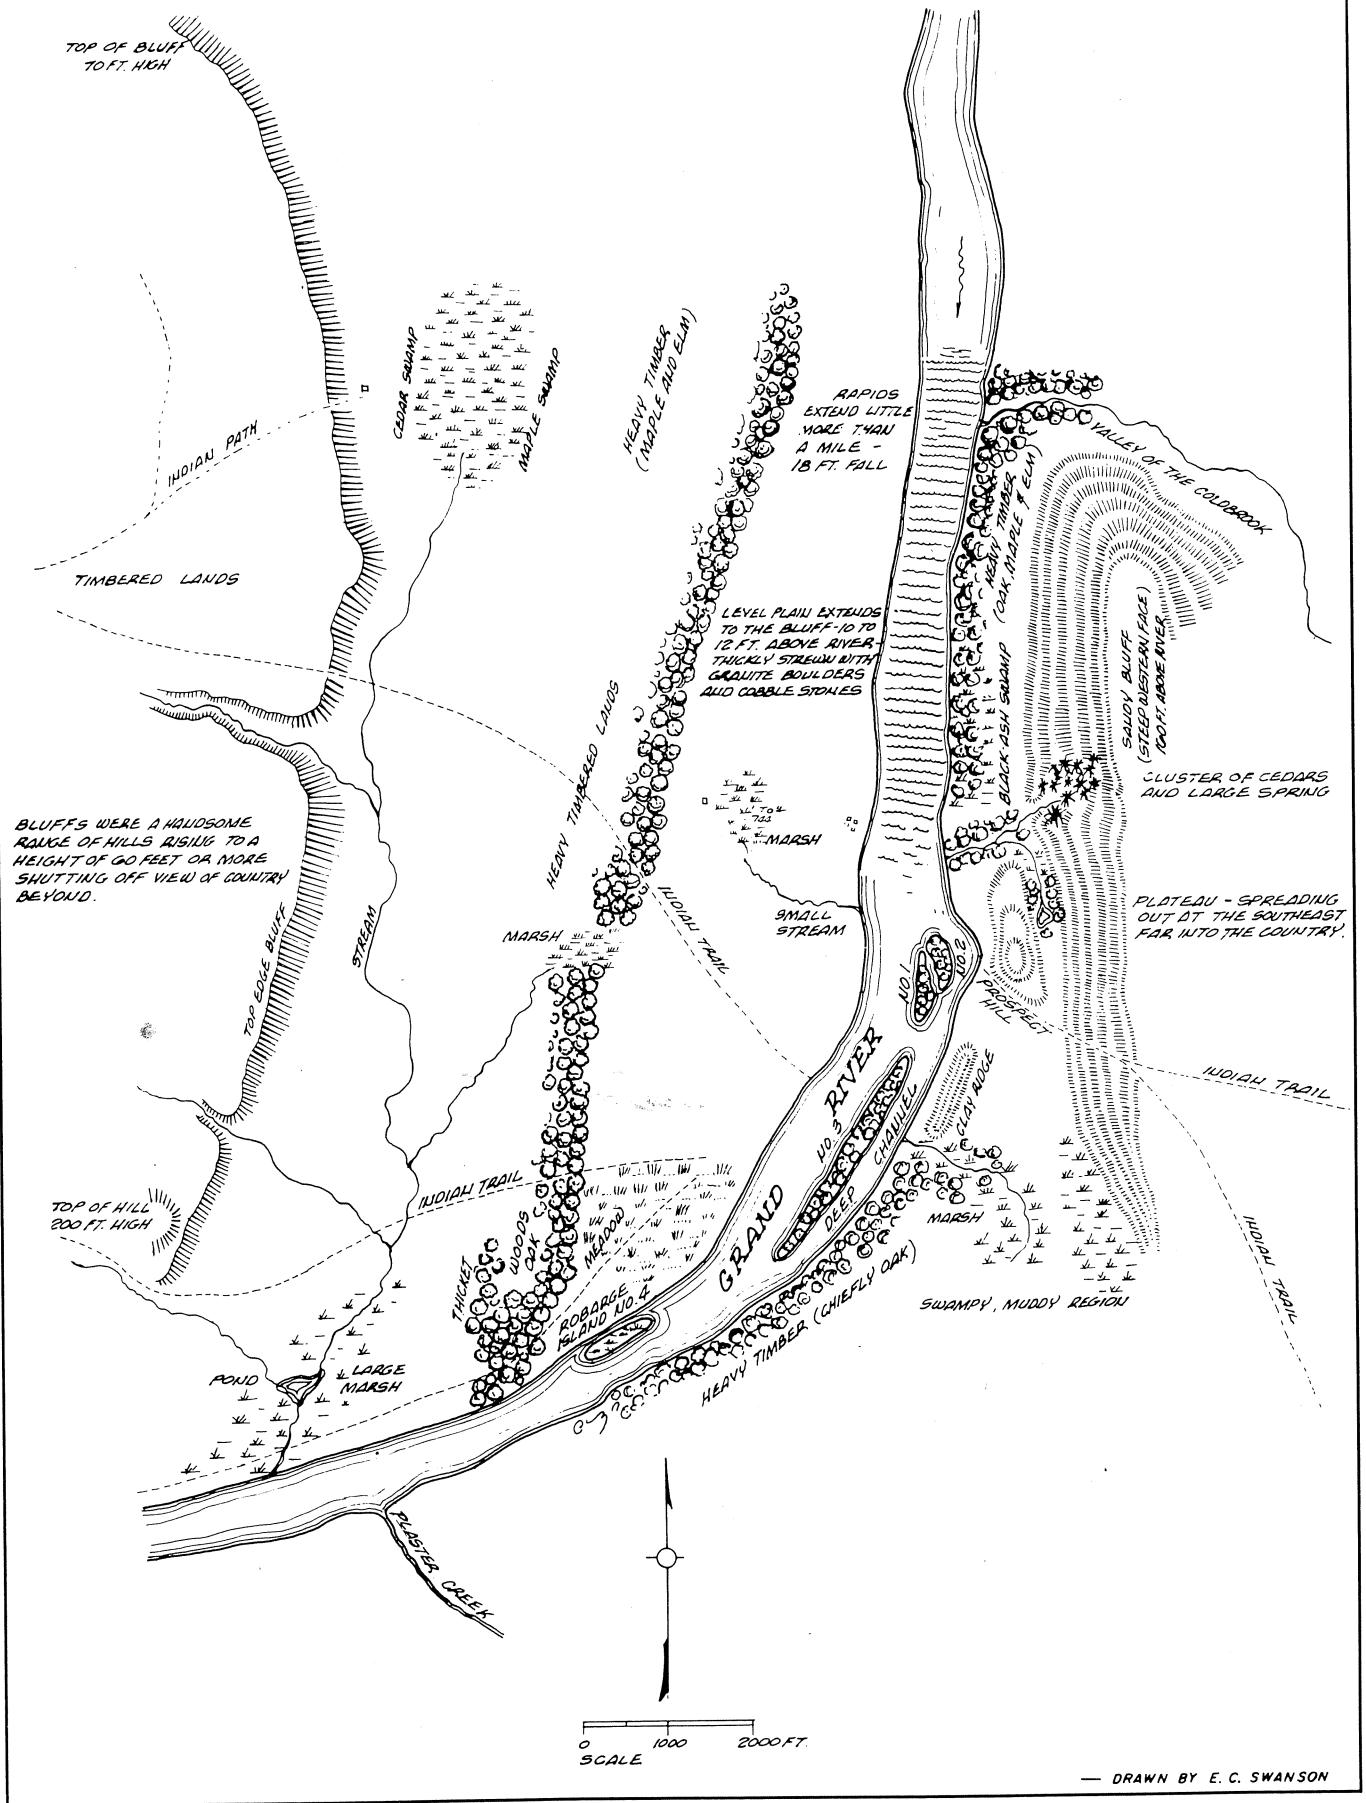 TOP OF BLUFF
70 FT. HIGH
INDIAN PATH
TIMBERED LANDS
CEDAR SWAMP
MAPLE SWAMP
HEAVY TIMBER
(MAPLE AND ELM)
RAPIDS
EXTEND LITTLE
MORE THAN
A MILE -
18 FT. FALL
VALLEY OF THE COLDBROOK
HEAVY TIMBER
(OAK, MAPLE & ELM)
LEVEL PLAIN EXTENDS
TO THE BLUFF-10 TO
12 FT. ABOVE RIVER-
THICKLY STREWN WITH
GRANITE BOULDERS
AND COBBLE STONES
BLACK-ASH SWAMP
SANDY BLUFF
(STEEP WESTERN FACE)
160 FT. ABOVE RIVER
CLUSTER OF CEDARS
AND LARGE SPRING
HEAVY TIMBERED LANDS
MARSH
BLUFFS WERE A HANDSOME
RANGE OF HILLS RISING TO A
HEIGHT OF 60 FEET OR MORE
SHUTTING OFF VIEW OF COUNTRY
BEYOND.
TOP EDGE BLUFF
STREAM
MARSH
INDIAN TRAIL
SMALL
STREAM
PLATEAU - SPREADING
OUT AT THE SOUTHEAST
FAR INTO THE COUNTRY.
NO. 1
NO. 2
PROSPECT
HILL
INDIAN TRAIL
CLAY RIDGE
GRAND RIVER
NO. 3
DEEP CHANNEL
TOP OF HILL
200 FT. HIGH
INDIAN TRAIL
THICKET
WOODS
OAK
MEADOW
ROBARGE
ISLAND NO. 4
MARSH
SWAMPY, MUDDY REGION
INDIAN TRAIL
HEAVY TIMBER (CHIEFLY OAK)
POND
LARGE
MARSH
PLASTER CREEK
0 1000 2000 FT.
SCALE
— DRAWN BY E. C. SWANSON